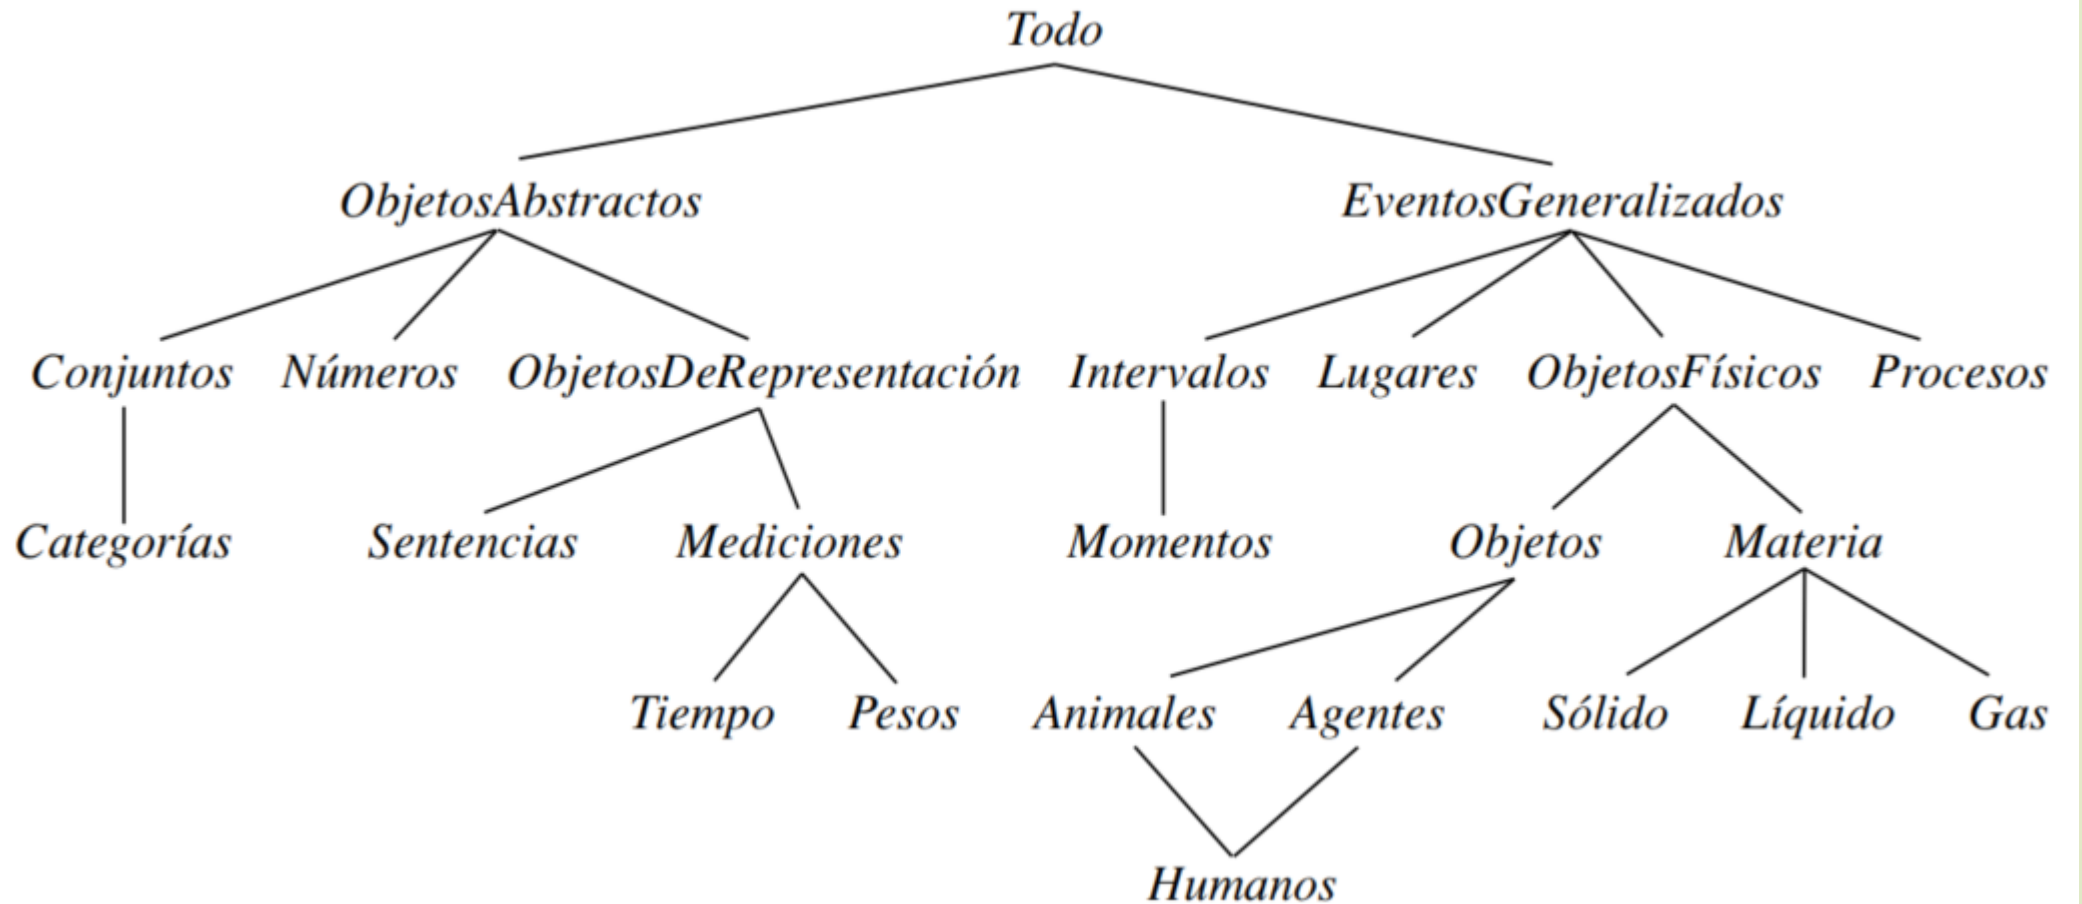 Todo
ObjetosAbstractos EventosGeneralizados
Conjuntos Números ObjetosDeRepresentación Intervalos Lugares ObjetosFísicos Procesos
Categorías Sentencias Mediciones Momentos Objetos Materia
Tiempo Pesos Animales Agentes Sólido Líquido Gas
Humanos